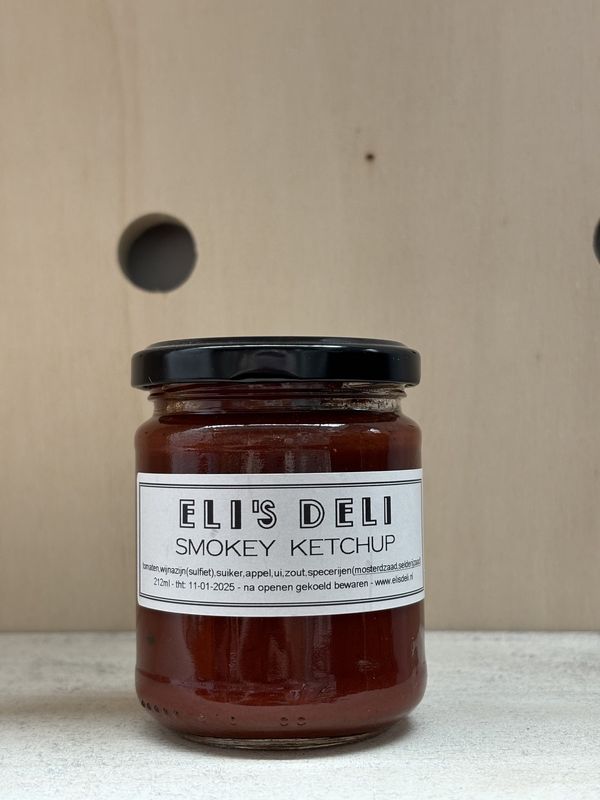 ELI'S DELI
SMOKEY KETCHUP
tomaten,wijnazijn(sulfiet),suiker,appel,ui,zout,specerijen(mosterdzaad,selderijzaad)
212ml - tht: 11-01-2025 - na openen gekoeld bewaren - www.elisdeli.nl